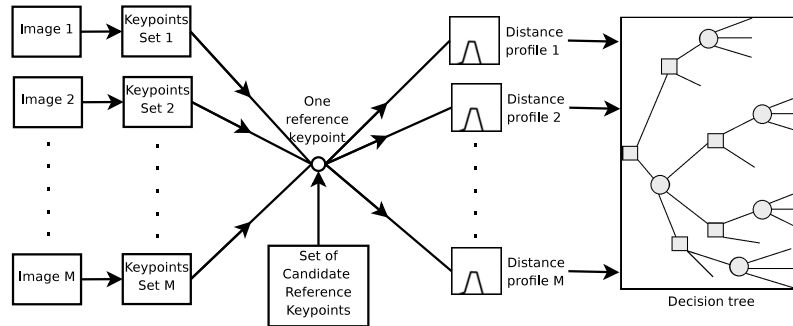 Image 1
Keypoints
Set 1
Distance
profile 1
Image 2
Keypoints
Set 2
One
reference
keypoint
Distance
profile 2
Image M
Keypoints
Set M
Set of
Candidate
Reference
Keypoints
Distance
profile M
Decision tree